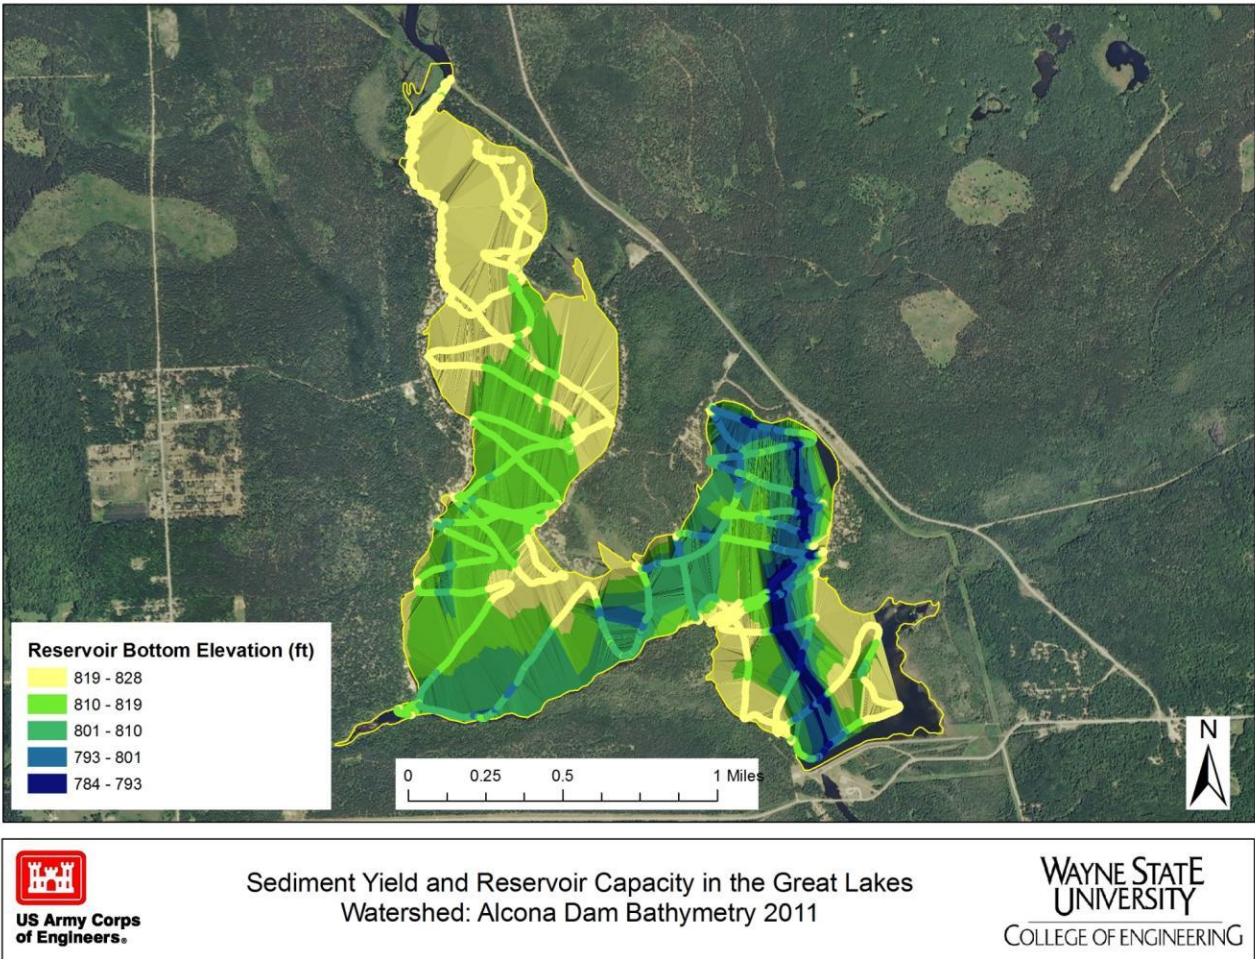 Reservoir Bottom Elevation (ft)
819 - 828
810 - 819
801 - 810
793 - 801
784 - 793
0 0.25 0.5 1 Miles
N
US Army Corps
of Engineers®
Sediment Yield and Reservoir Capacity in the Great Lakes
Watershed: Alcona Dam Bathymetry 2011
WAYNE STATE
UNIVERSITY
COLLEGE OF ENGINEERING